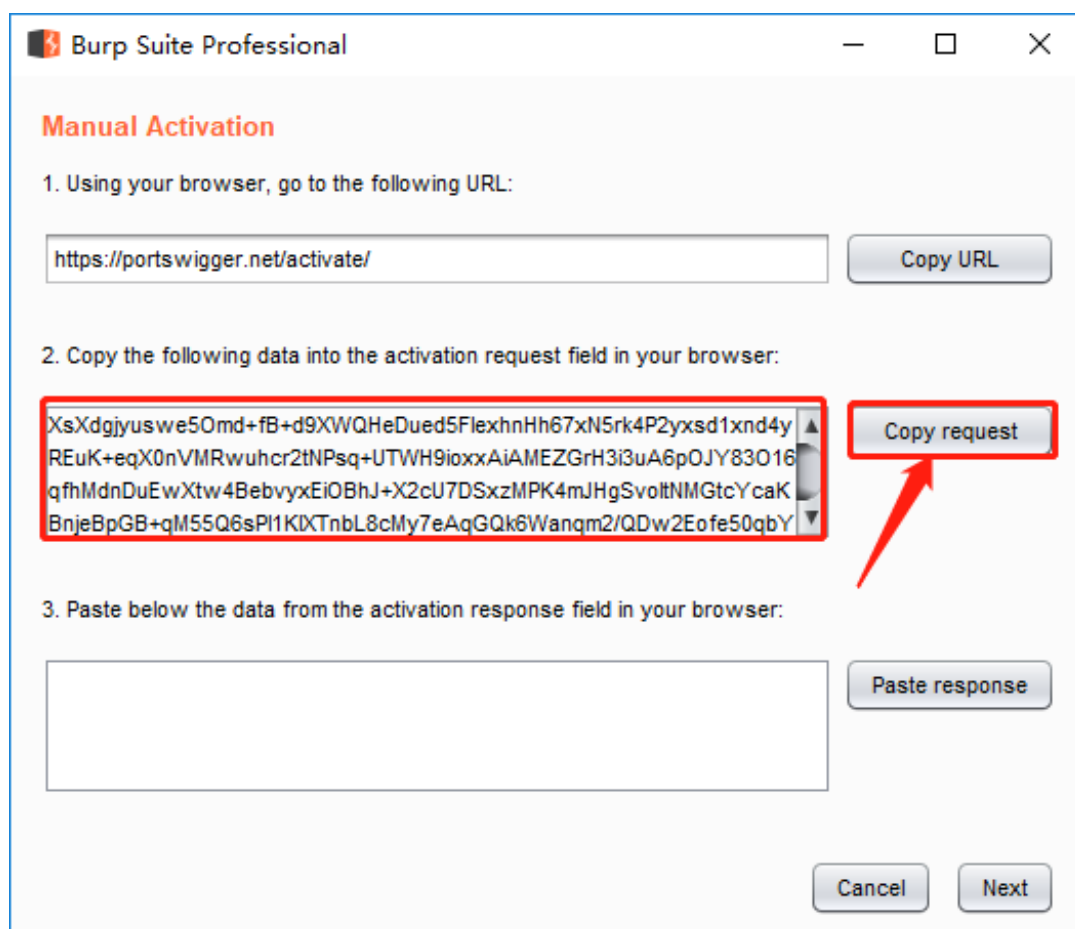 Burp Suite Professional
Manual Activation
1. Using your browser, go to the following URL:
https://portswigger.net/activate/
Copy URL
2. Copy the following data into the activation request field in your browser:
XsXdgjyuswe5Omd+fB+d9XWQHeDued5FlexhnHh67xN5rk4P2yxsd1xnd4y
REuK+eqX0nVMRwuhcr2tNPsq+UTWH9ioxxAiAMEZGrH3i3uA6pOJY83O16
qfhMdnDuEwXtw4BebvyxEiOBhJ+X2cU7DSxzMPK4mJHgSvoltNMGtcYcaK
BnjeBpGB+qM55Q6sPl1KlXTnbL8cMy7eAqGQk6Wanqm2/QDw2Eofe50qbY
Copy request
3. Paste below the data from the activation response field in your browser:
Paste response
Cancel
Next